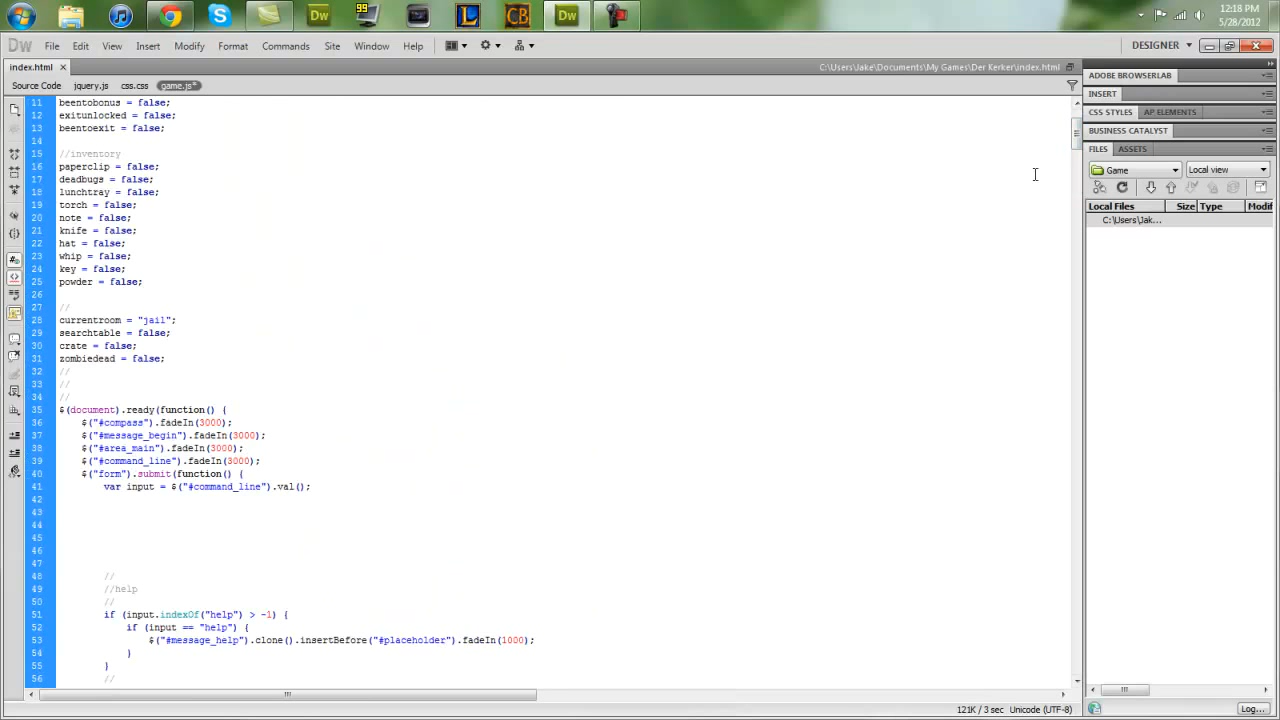 99
Dw
L
CB
Dw
12:18 PM
5/28/2012
Dw File Edit View Insert Modify Format Commands Site Window Help DESIGNER
index.html C:\Users\Jake\Documents\My Games\Der Kerker\index.html
Source Code jquery.js css.css game.js*
11 beentobonus = false;
12 exitunlocked = false;
13 beentoexit = false;
14
15 //inventory
16 paperclip = false;
17 deadbugs = false;
18 lunchtray = false;
19 torch = false;
20 note = false;
21 knife = false;
22 hat = false;
23 whip = false;
24 key = false;
25 powder = false;
26
27 //
28 currentroom = "jail";
29 searchtable = false;
30 crate = false;
31 zombiedead = false;
32 //
33 //
34 //
35 $(document).ready(function() {
36 $("#compass").fadeIn(3000);
37 $("#message_begin").fadeIn(3000);
38 $("#area_main").fadeIn(3000);
39 $("#command_line").fadeIn(3000);
40 $("form").submit(function() {
41 var input = $("#command_line").val();
42
43
44
45
46
47
48 //
49 //help
50 //
51 if (input.indexOf("help") > -1) {
52 if (input == "help") {
53 $("#message_help").clone().insertBefore("#placeholder").fadeIn(1000);
54 }
55 }
56 //
121K / 3 sec Unicode (UTF-8)
ADOBE BROWSERLAB
INSERT
CSS STYLES AP ELEMENTS
BUSINESS CATALYST
FILES ASSETS
Game Local view
Local Files Size Type Modif
C:\Users\Jak...
Log...